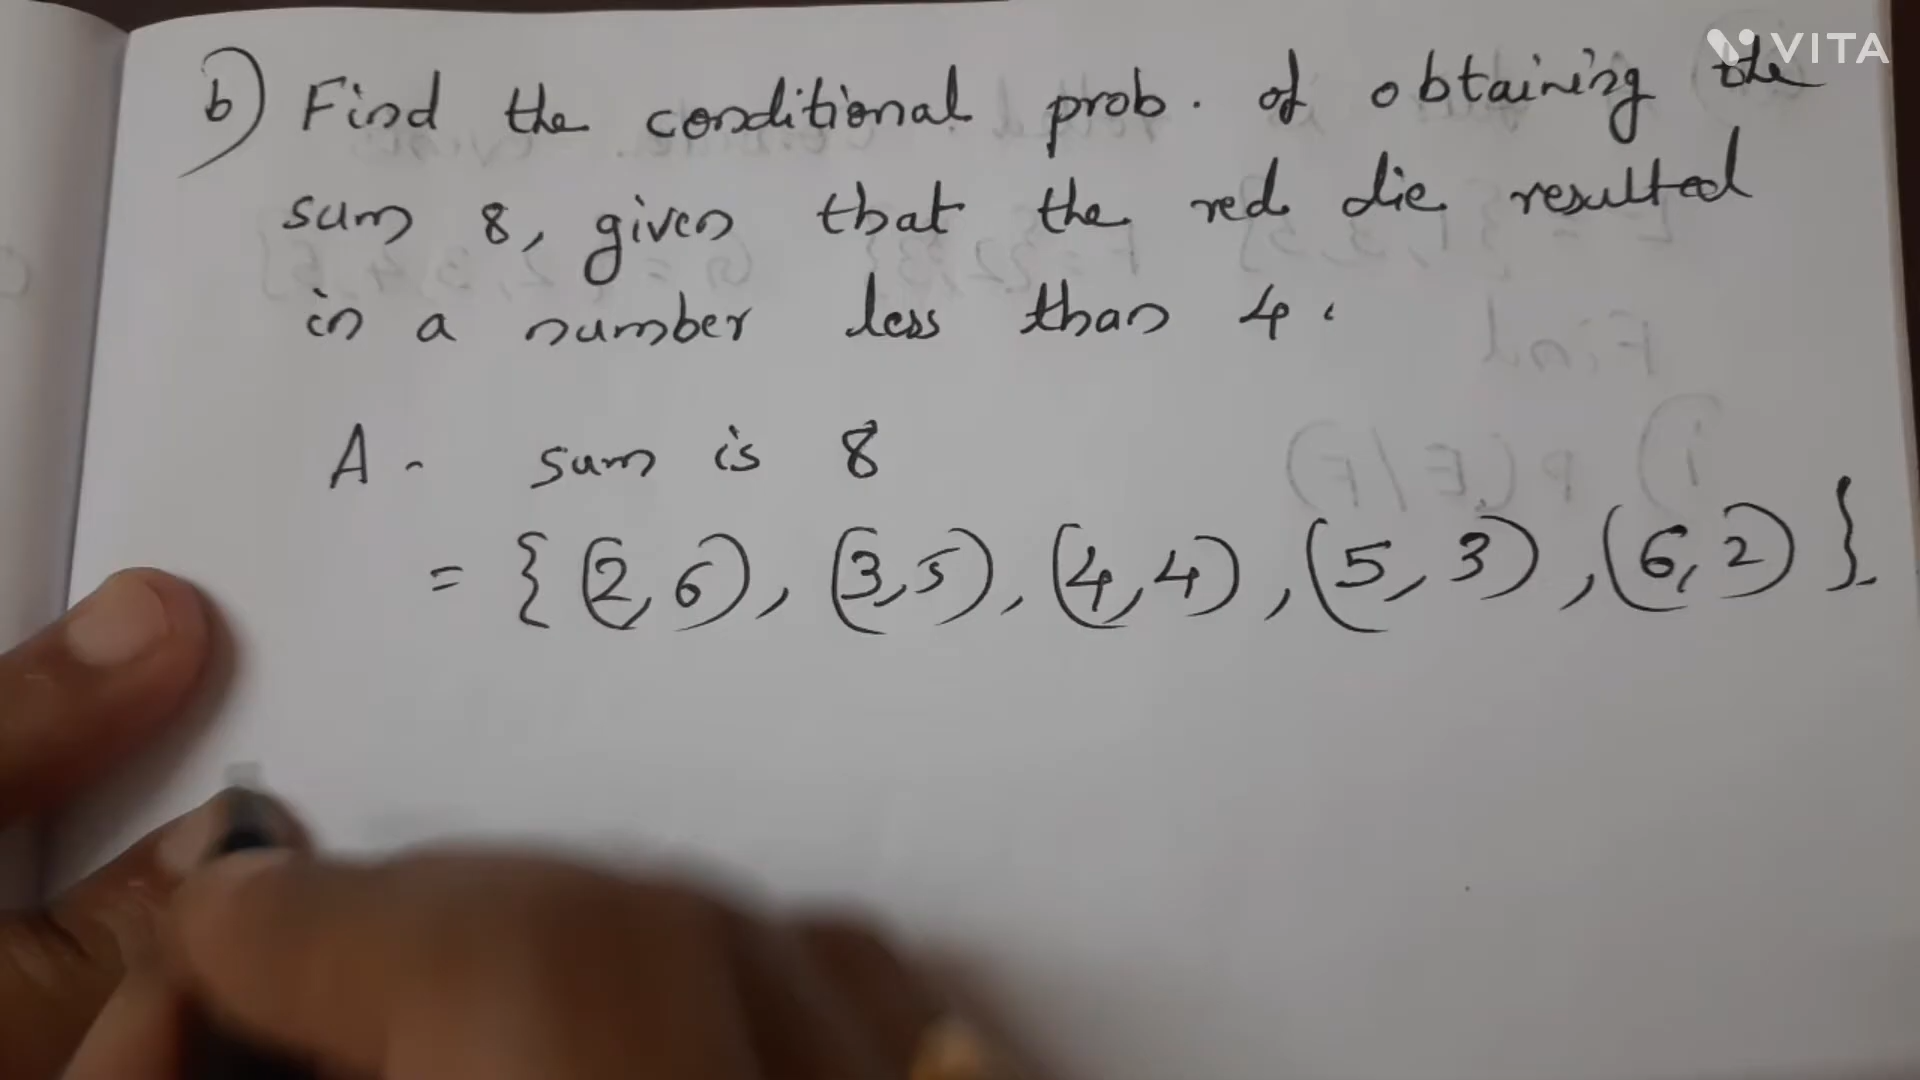 VITA
b) Find the conditional prob. of obtaining the
sum 8, given that the red die resulted
in a number less than 4.
A - sum is 8
= { (2,6), (3,5), (4,4), (5,3), (6,2) }